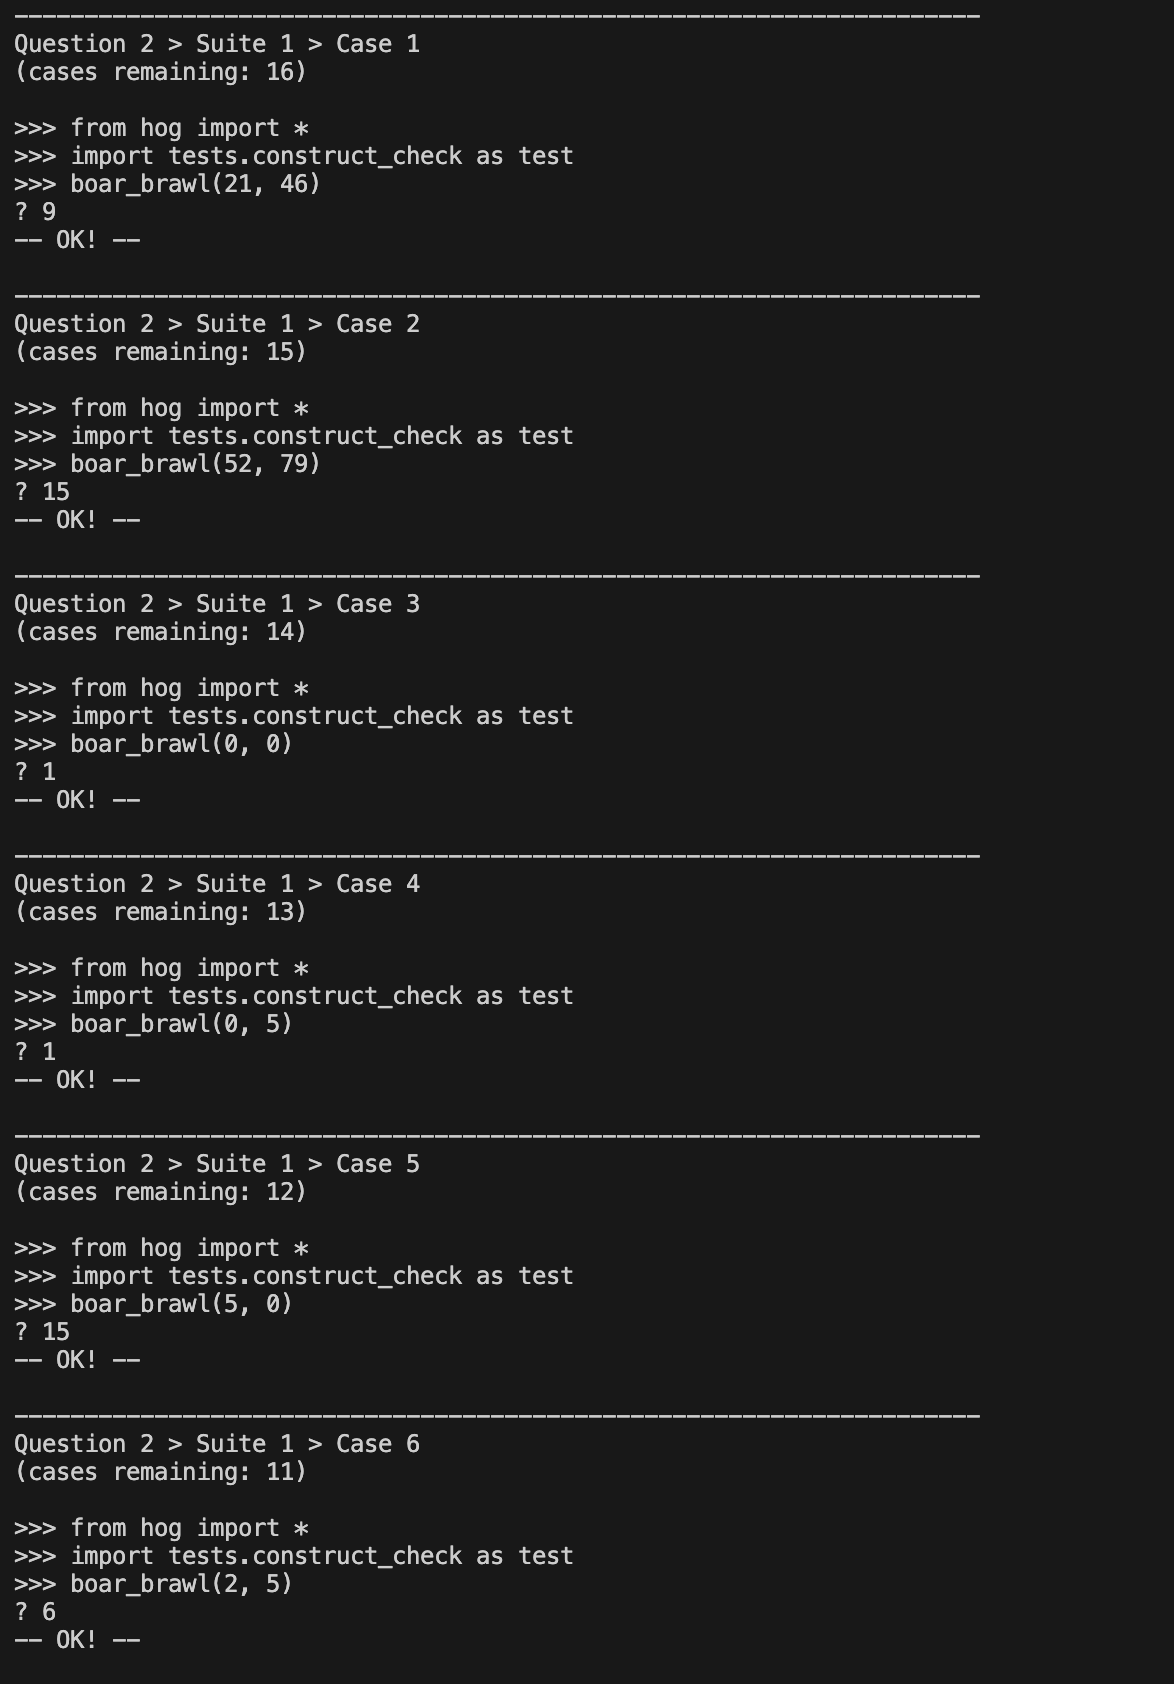 ---------------------------------------------------------------------
Question 2 > Suite 1 > Case 1
(cases remaining: 16)
>>> from hog import *
>>> import tests.construct_check as test
>>> boar_brawl(21, 46)
? 9
-- OK! --
---------------------------------------------------------------------
Question 2 > Suite 1 > Case 2
(cases remaining: 15)
>>> from hog import *
>>> import tests.construct_check as test
>>> boar_brawl(52, 79)
? 15
-- OK! --
---------------------------------------------------------------------
Question 2 > Suite 1 > Case 3
(cases remaining: 14)
>>> from hog import *
>>> import tests.construct_check as test
>>> boar_brawl(0, 0)
? 1
-- OK! --
---------------------------------------------------------------------
Question 2 > Suite 1 > Case 4
(cases remaining: 13)
>>> from hog import *
>>> import tests.construct_check as test
>>> boar_brawl(0, 5)
? 1
-- OK! --
---------------------------------------------------------------------
Question 2 > Suite 1 > Case 5
(cases remaining: 12)
>>> from hog import *
>>> import tests.construct_check as test
>>> boar_brawl(5, 0)
? 15
-- OK! --
---------------------------------------------------------------------
Question 2 > Suite 1 > Case 6
(cases remaining: 11)
>>> from hog import *
>>> import tests.construct_check as test
>>> boar_brawl(2, 5)
? 6
-- OK! --